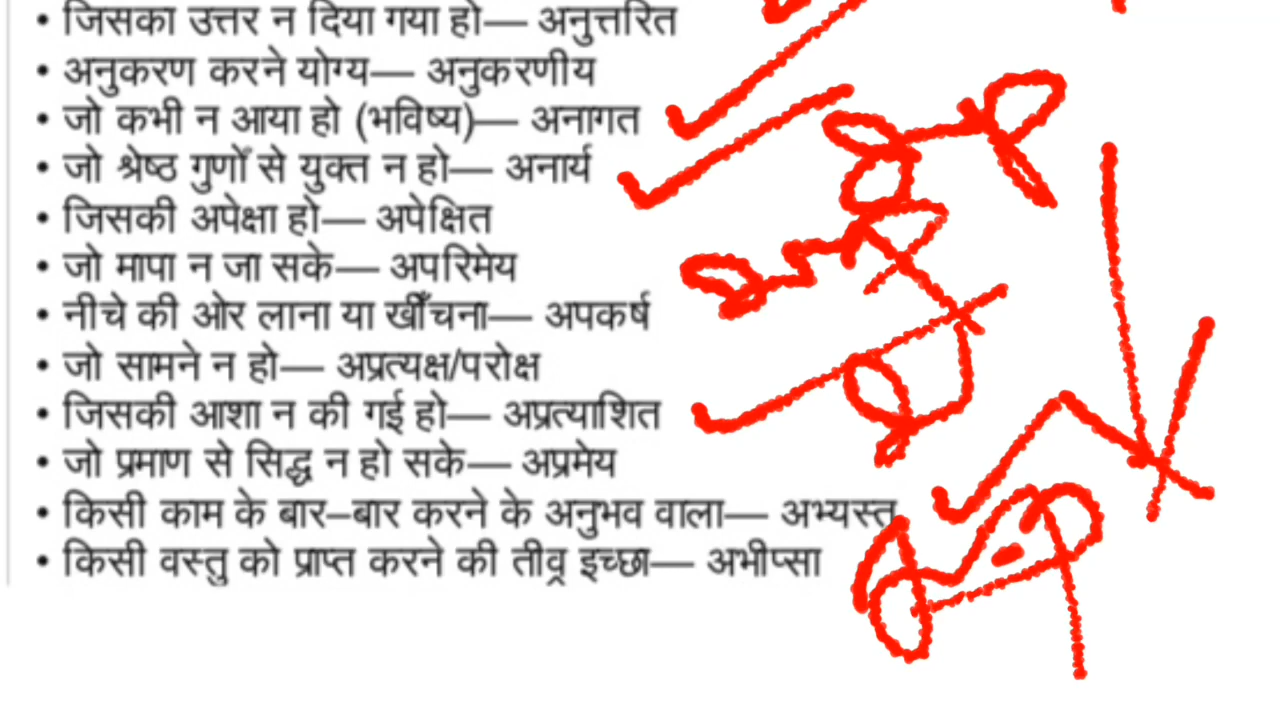 • जिसका उत्तर न दिया गया हो— अनुत्तरित
• अनुकरण करने योग्य— अनुकरणीय
• जो कभी न आया हो (भविष्य)— अनागत
• जो श्रेष्ठ गुणोँ से युक्त न हो— अनार्य
• जिसकी अपेक्षा हो— अपेक्षित
• जो मापा न जा सके— अपरिमेय
• नीचे की ओर लाना या खीँचना— अपकर्ष
• जो सामने न हो— अप्रत्यक्ष/परोक्ष
• जिसकी आशा न की गई हो— अप्रत्याशित
• जो प्रमाण से सिद्ध न हो सके— अप्रमेय
• किसी काम के बार–बार करने के अनुभव वाला— अभ्यस्त
• किसी वस्तु को प्राप्त करने की तीव्र इच्छा— अभीप्सा